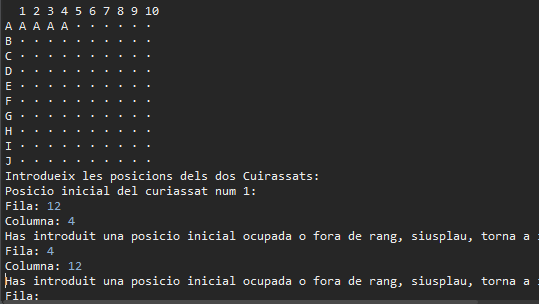 1 2 3 4 5 6 7 8 9 10
A A A A A · · · · · ·
B · · · · · · · · · ·
C · · · · · · · · · ·
D · · · · · · · · · ·
E · · · · · · · · · ·
F · · · · · · · · · ·
G · · · · · · · · · ·
H · · · · · · · · · ·
I · · · · · · · · · ·
J · · · · · · · · · ·
Introdueix les posicions dels dos Cuirassats:
Posicio inicial del curiassat num 1:
Fila: 12
Columna: 4
Has introduit una posicio inicial ocupada o fora de rang, siusplau, torna a
Fila: 4
Columna: 12
Has introduit una posicio inicial ocupada o fora de rang, siusplau, torna a
Fila: